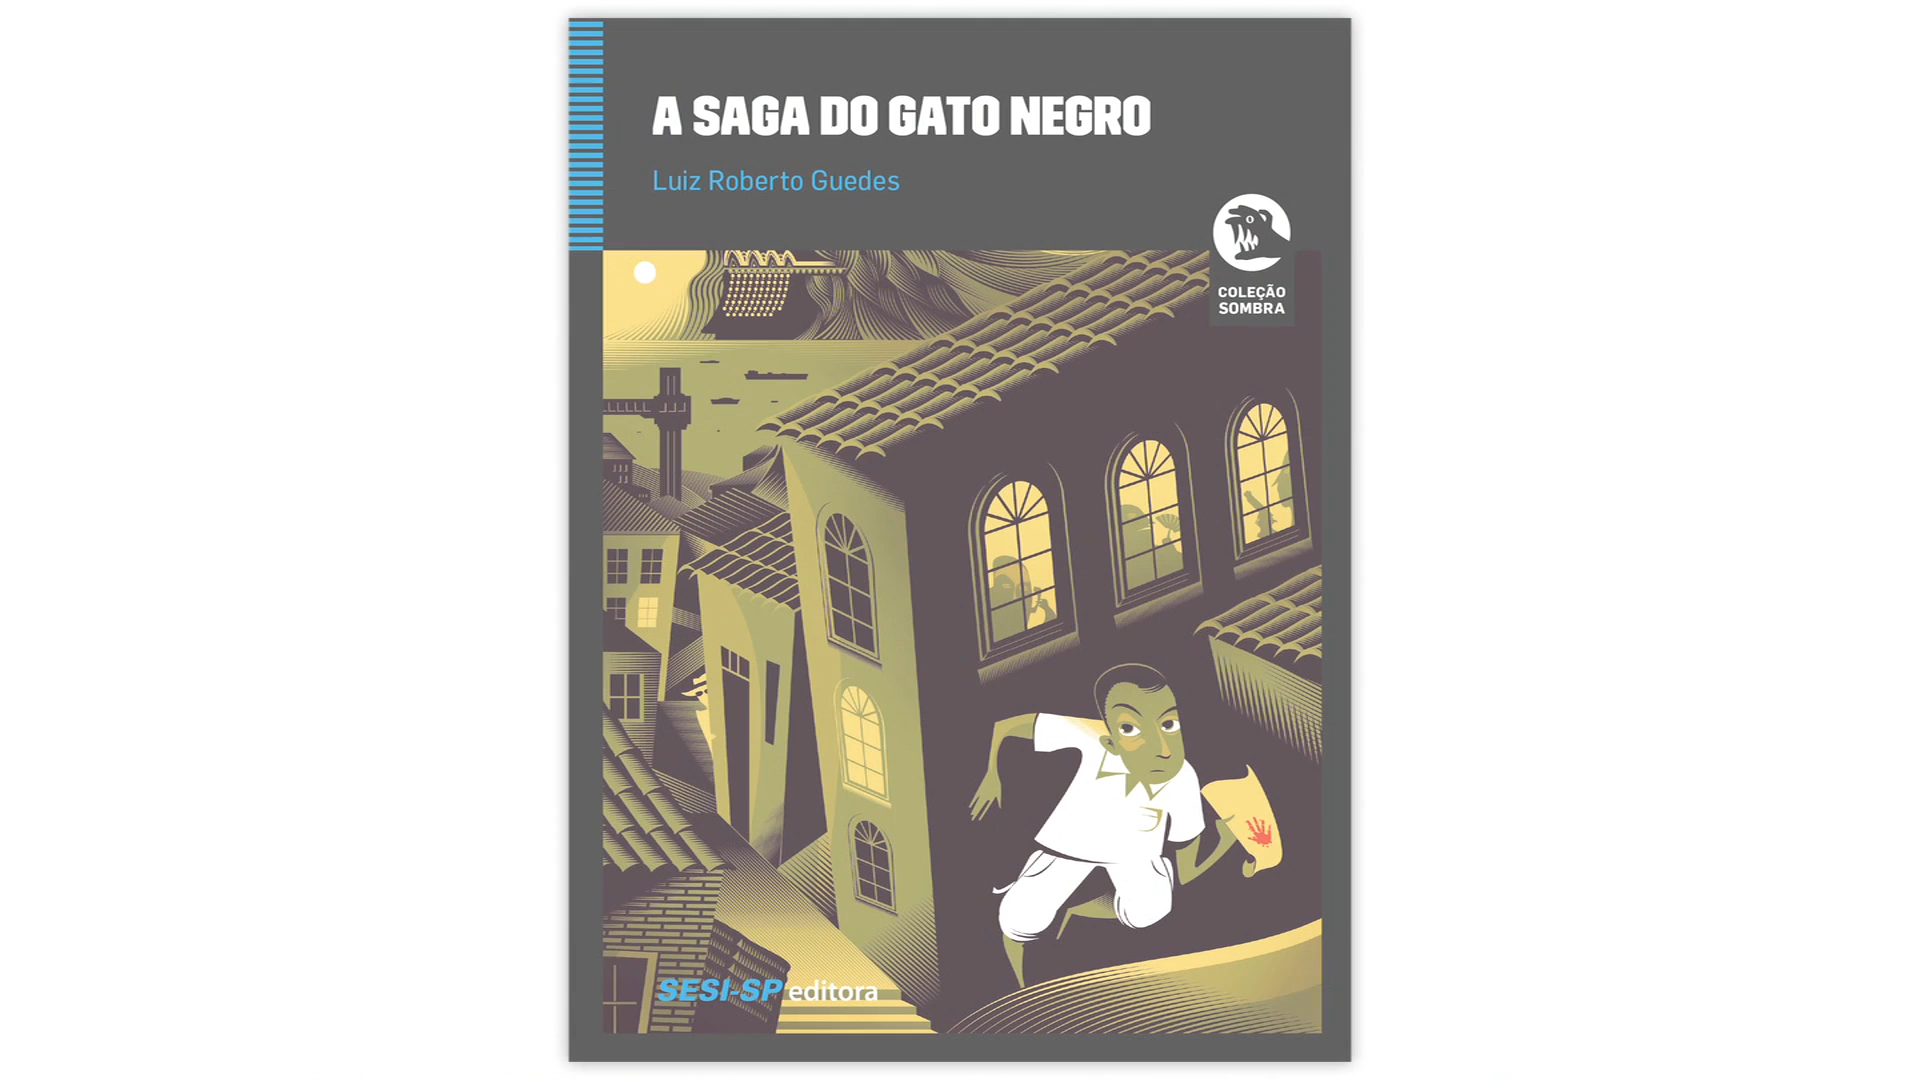 A SAGA DO GATO NEGRO
Luiz Roberto Guedes
COLEÇÃO
SOMBRA
SESI-SP editora